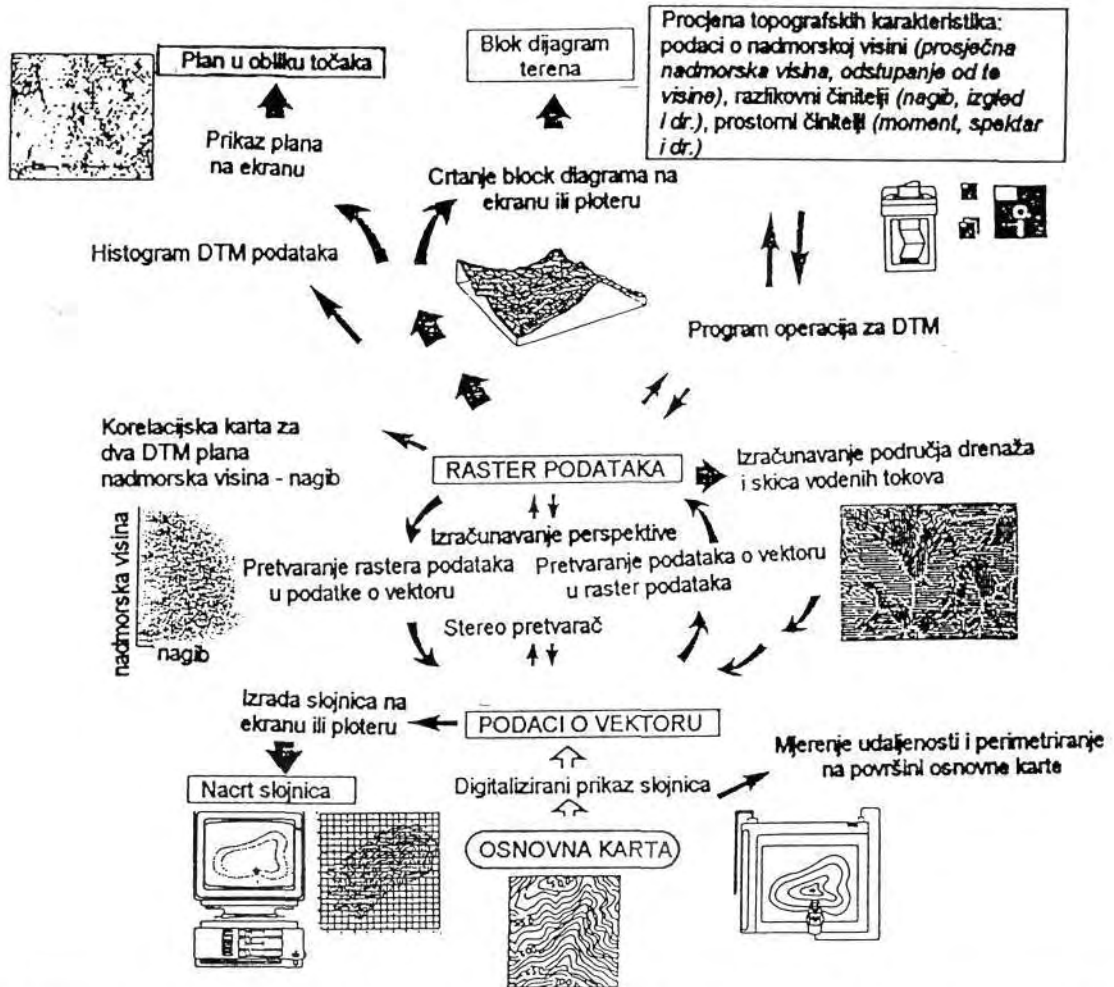 Plan u obliku točaka
Blok dijagram
terena
Procjena topografskih karakteristika:
podaci o nadmorskoj visini (prosječna
nadmorska visina, odstupanje od te
visine), razlikovni činitelji (nagib, izgled
i dr.), prostorni činitelji (moment, spektar
i dr.)
Prikaz plana
na ekranu
Crtanje block diagrama na
ekranu ili ploteru
Histogram DTM podataka
Program operacija za DTM
Korelacijska karta za
dva DTM plana
nadmorska visina - nagib
RASTER PODATAKA
Izračunavanje područja drenaža
i skica vodenih tokova
Izračunavanje perspektive
nadmorska visina
nagib
Pretvaranje rastera podataka
u podatke o vektoru
Pretvaranje podataka o vektoru
u raster podataka
Stereo pretvarač
Izrada slojnica na
ekranu ili ploteru
PODACI O VEKTORU
Mjerenje udaljenosti i perimetriranje
na površini osnovne karte
Nacrt slojnica
Digitalizirani prikaz slojnica
OSNOVNA KARTA